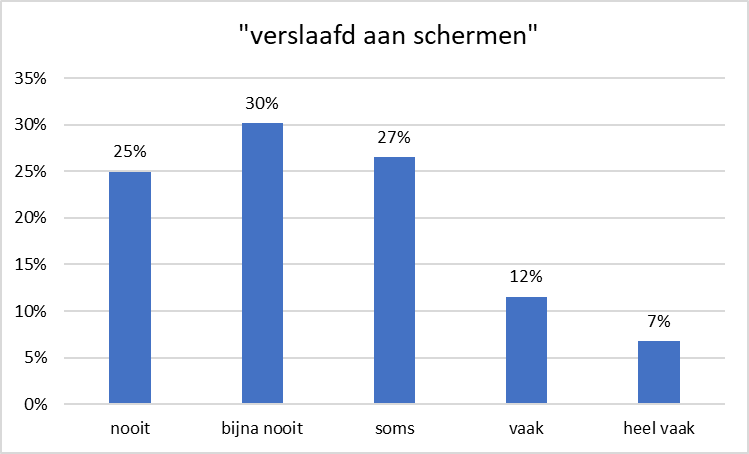 "verslaafd aan schermen"
35%
30%
25%
20%
15%
10%
5%
0%
25%
30%
27%
12%
7%
nooit
bijna nooit
soms
vaak
heel vaak